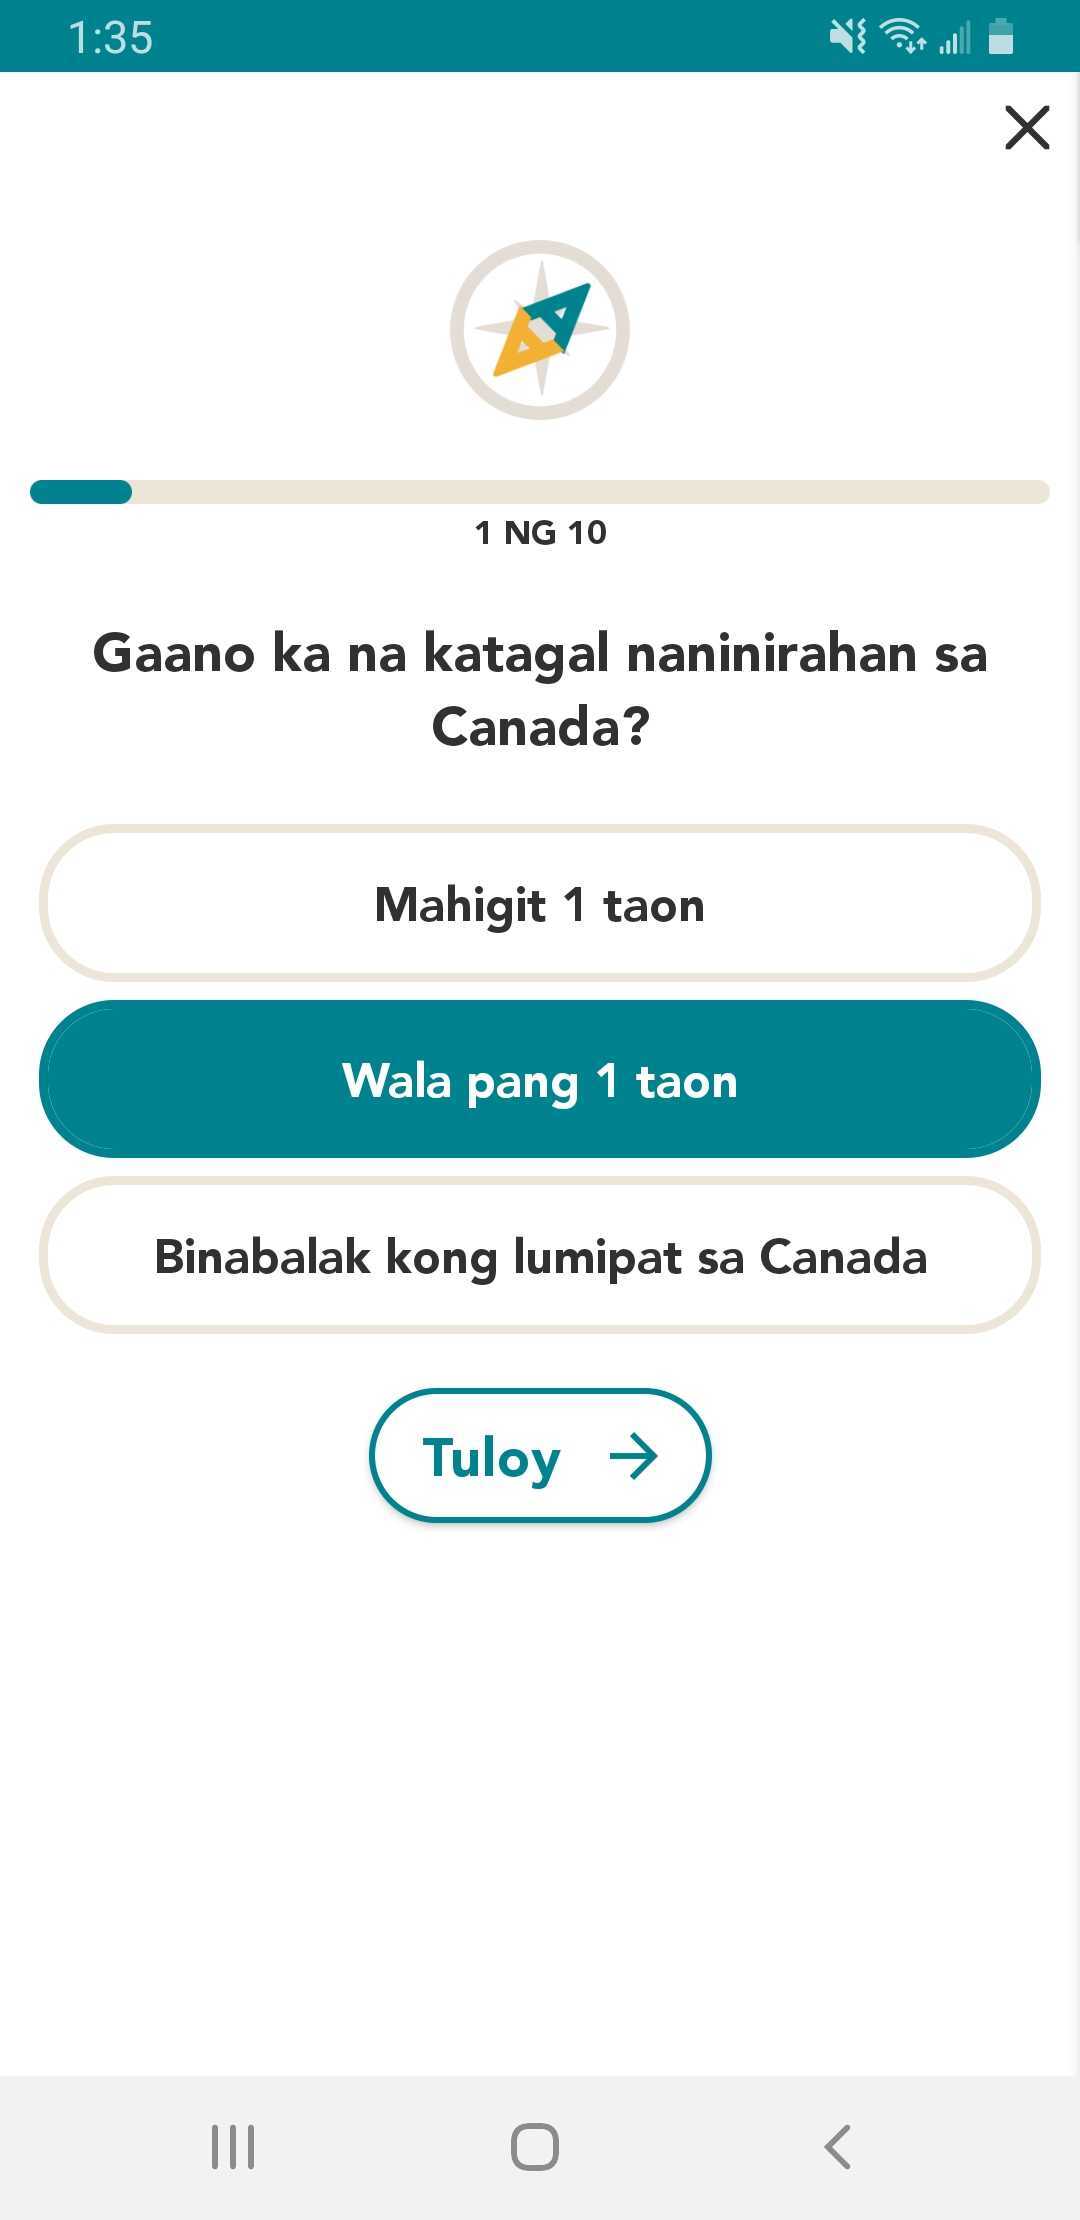 1:35
1 NG 10
Gaano ka na katagal naninirahan sa
Canada?
Mahigit 1 taon
Wala pang 1 taon
Binabalak kong lumipat sa Canada
Tuloy